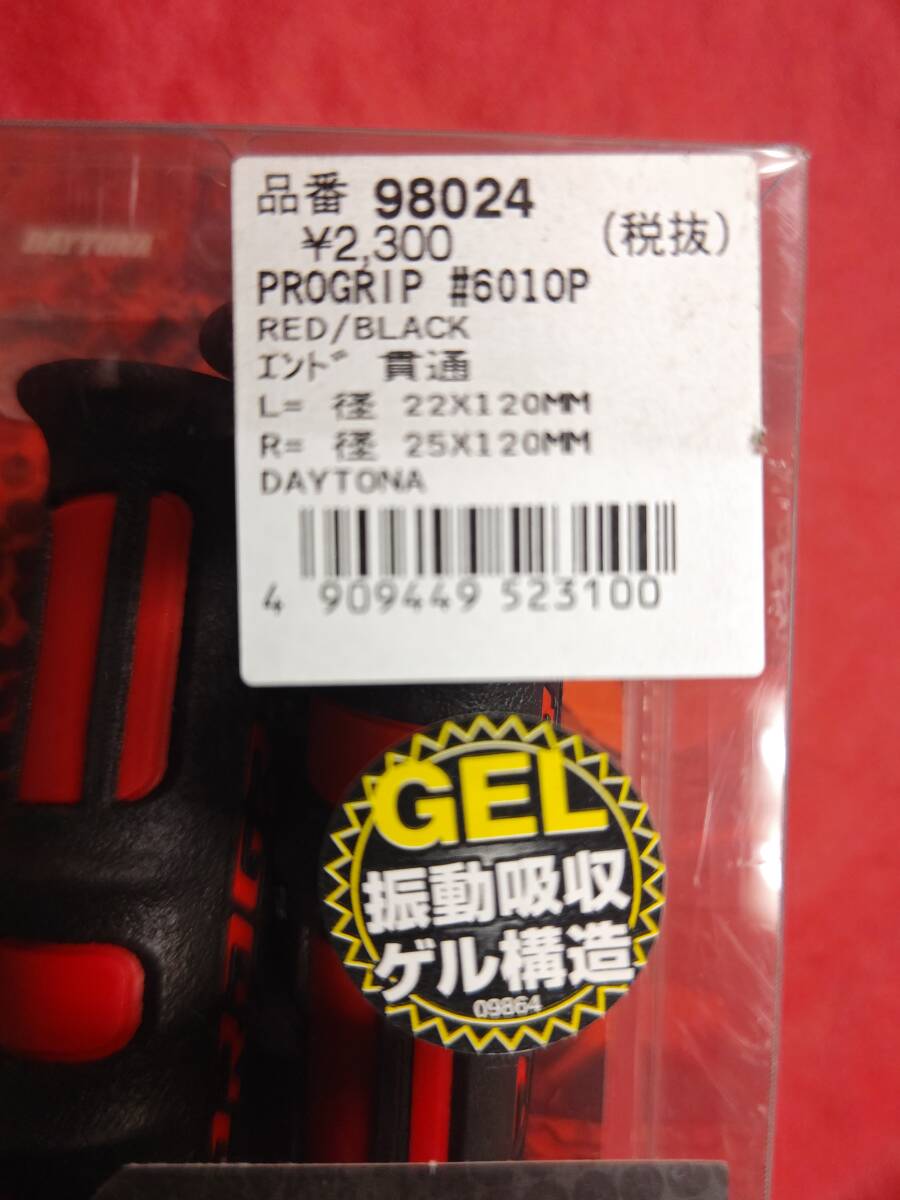 DAYTONA
品番 98024
¥2,300 (税抜)
PROGRIP #6010P
RED/BLACK
ｴﾝﾄﾞ 貫通
L= 径 22X120MM
R= 径 25X120MM
DAYTONA
4 909449 523100
GEL
振動吸収
ゲル構造
09864